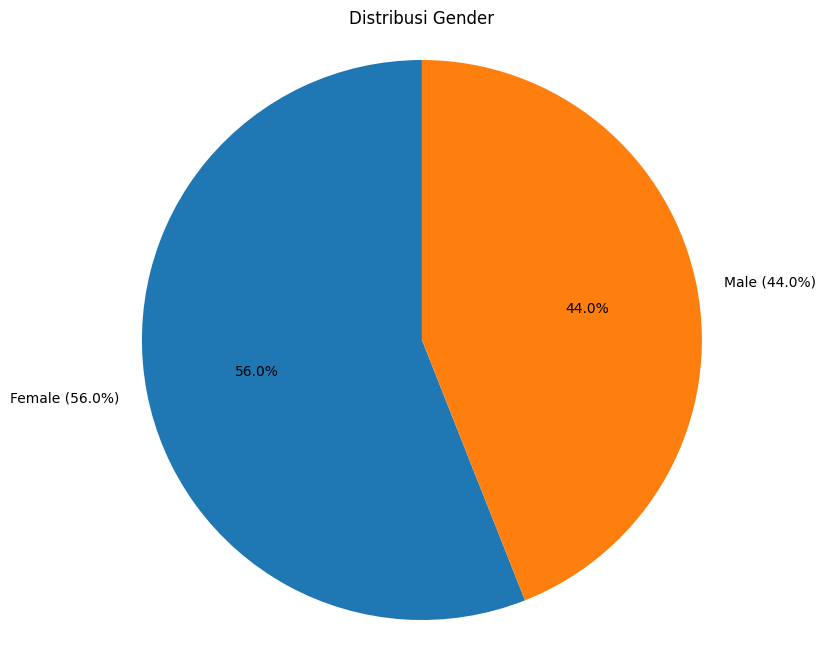 Distribusi Gender
Male (44.0%)
44.0%
56.0%
Female (56.0%)